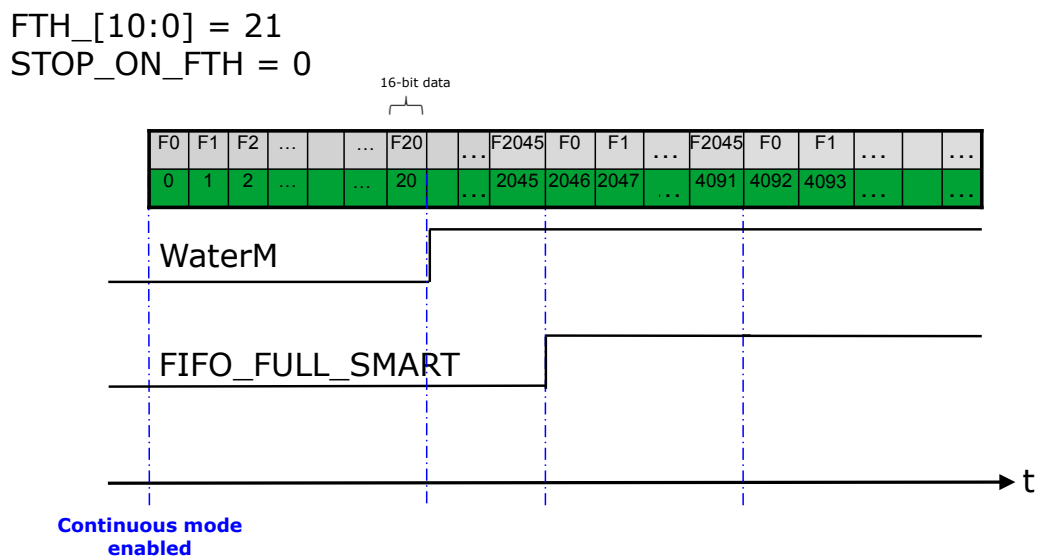 FTH_[10:0] = 21
STOP_ON_FTH = 0
16-bit data
F0 F1 F2 ... ... F20 ... F2045 F0 F1 ... F2045 F0 F1 ... ...
0 1 2 ... ... 20 ... 2045 2046 2047 ... 4091 4092 4093 ... ...
WaterM
FIFO_FULL_SMART
t
Continuous mode
enabled